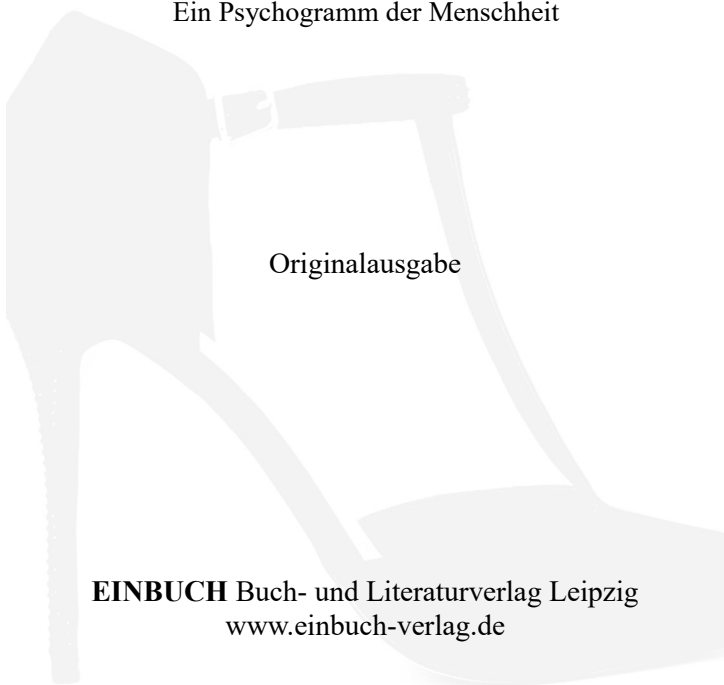 Ein Psychogramm der Menschheit
Originalausgabe
EINBUCH Buch- und Literaturverlag Leipzig
www.einbuch-verlag.de